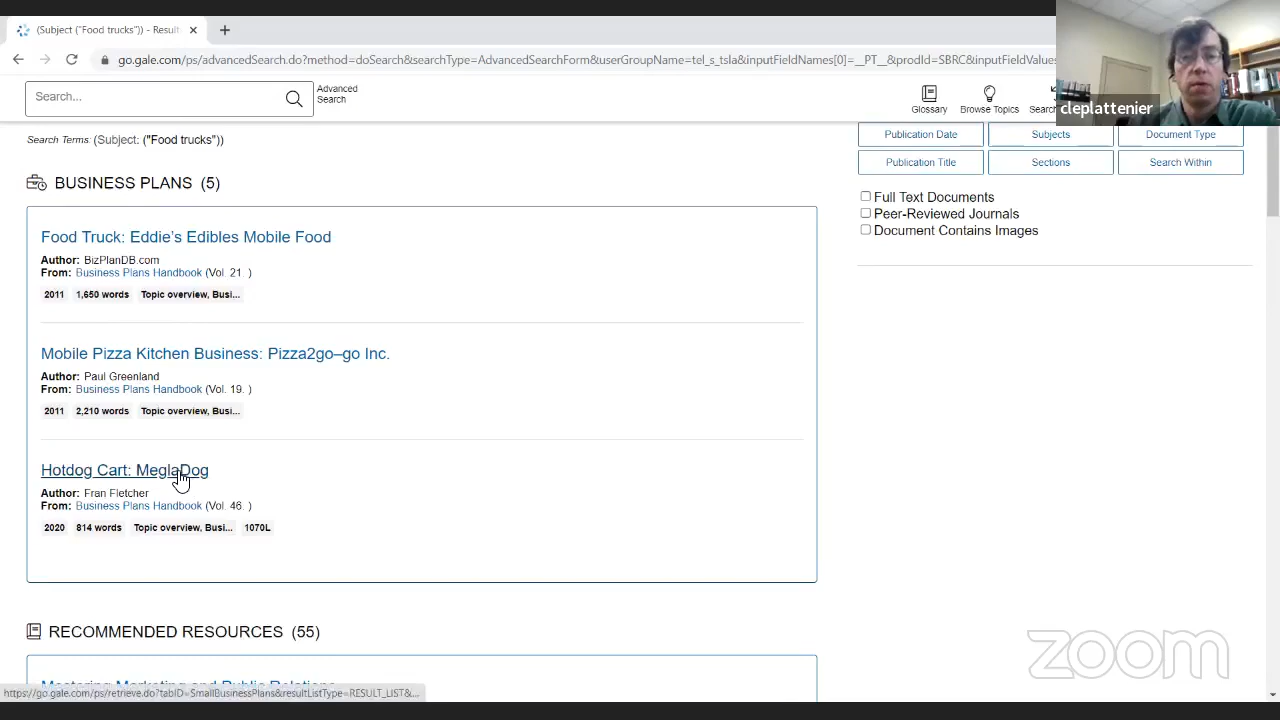 (Subject ("Food trucks")) - Result
go.gale.com/ps/advancedSearch.do?method=doSearch&searchType=AdvancedSearchForm&userGroupName=tel_s_tsla&inputFieldNames[0]=__PT__&prodId=SBRC&inputFieldValues
cleplattenier
Search...
Advanced
Search
Glossary
Browse Topics
Search
Search Terms: (Subject: ("Food trucks"))
Publication Date
Subjects
Document Type
Publication Title
Sections
Search Within
BUSINESS PLANS (5)
Full Text Documents
Peer-Reviewed Journals
Document Contains Images
Food Truck: Eddie's Edibles Mobile Food
Author: BizPlanDB.com
From: Business Plans Handbook (Vol. 21 )
2011 1,650 words Topic overview, Busi...
Mobile Pizza Kitchen Business: Pizza2go–go Inc.
Author: Paul Greenland
From: Business Plans Handbook (Vol. 19. )
2011 2,210 words Topic overview, Busi...
Hotdog Cart: MeglaDog
Author: Fran Fletcher
From: Business Plans Handbook (Vol. 46. )
2020 814 words Topic overview, Busi... 1070L
RECOMMENDED RESOURCES (55)
zoom
Mastering Marketing and Public Relations
https://go.gale.com/ps/retrieve.do?tabID=SmallBusinessPlans&resultListType=RESULT_LIST&...